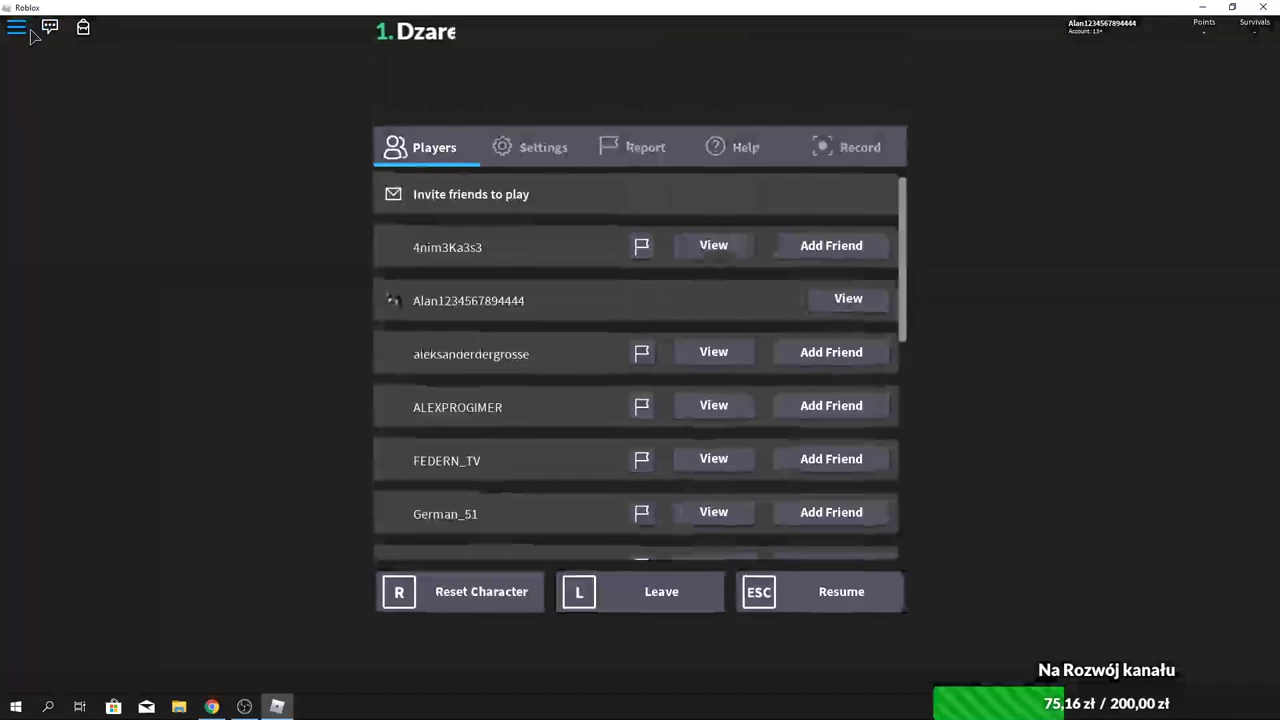 Roblox
1. Dzare
Alan1234567894444
Account: 13+
Points
-
Survivals
-
Players
Settings
Report
Help
Record
Invite friends to play
4nim3Ka3s3
View
Add Friend
Alan1234567894444
View
aleksanderdergrosse
View
Add Friend
ALEXPROGIMER
View
Add Friend
FEDERN_TV
View
Add Friend
German_51
View
Add Friend
R Reset Character
L Leave
ESC Resume
Na Rozwój kanału
75,16 zł / 200,00 zł